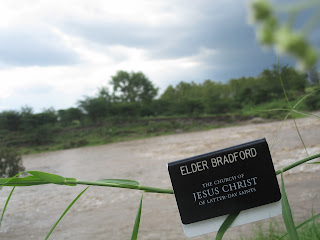 ELDER BRADFORD
THE CHURCH OF
JESUS CHRIST
OF LATTER-DAY SAINTS